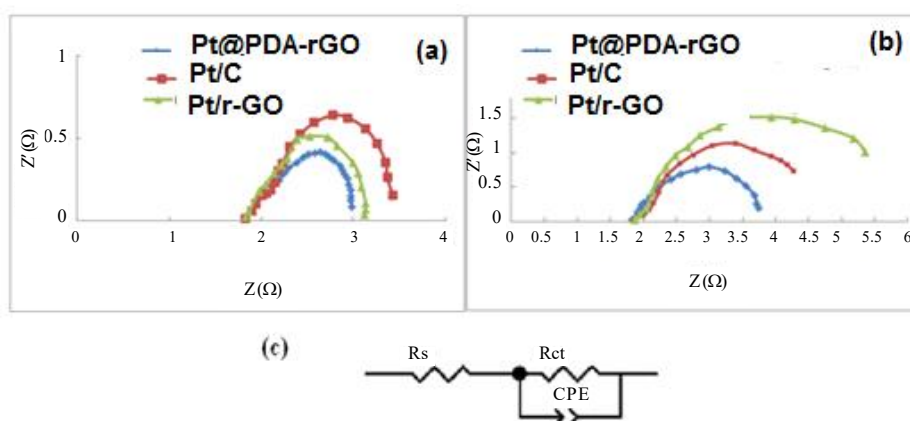 Pt@PDA-rGO
(a)
Pt/C
Pt/r-GO
1
0.5
0
Z'(Ω)
0 1 2 3 4
Z(Ω)
Pt@PDA-rGO
(b)
Pt/C
Pt/r-GO
1.5
1
0.5
0
Z'(Ω)
0 0.5 1 1.5 2 2.5 3 3.5 4 4.5 5 5.5 6
Z(Ω)
(c)
Rs Rct
CPE